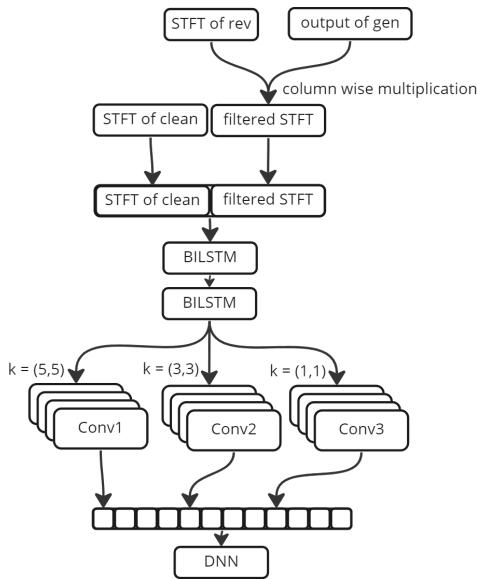 STFT of rev
output of gen
column wise multiplication
STFT of clean
filtered STFT
STFT of clean
filtered STFT
BILSTM
BILSTM
k = (5,5)
k = (3,3)
k = (1,1)
Conv1
Conv2
Conv3
DNN